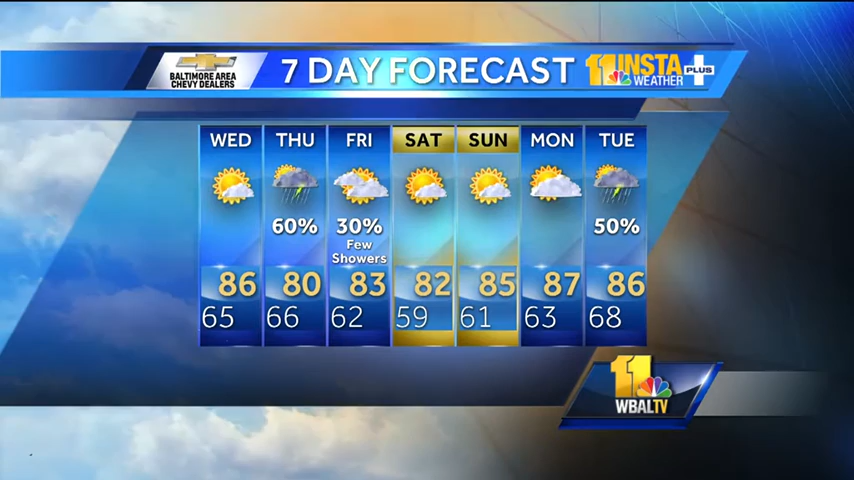 BALTIMORE AREA
CHEVY DEALERS
7 DAY FORECAST
11 INSTA
WEATHER PLUS
WED THU FRI SAT SUN MON TUE
60% 30% 50%
Few
Showers
86 80 83 82 85 87 86
65 66 62 59 61 63 68
11
WBALTV